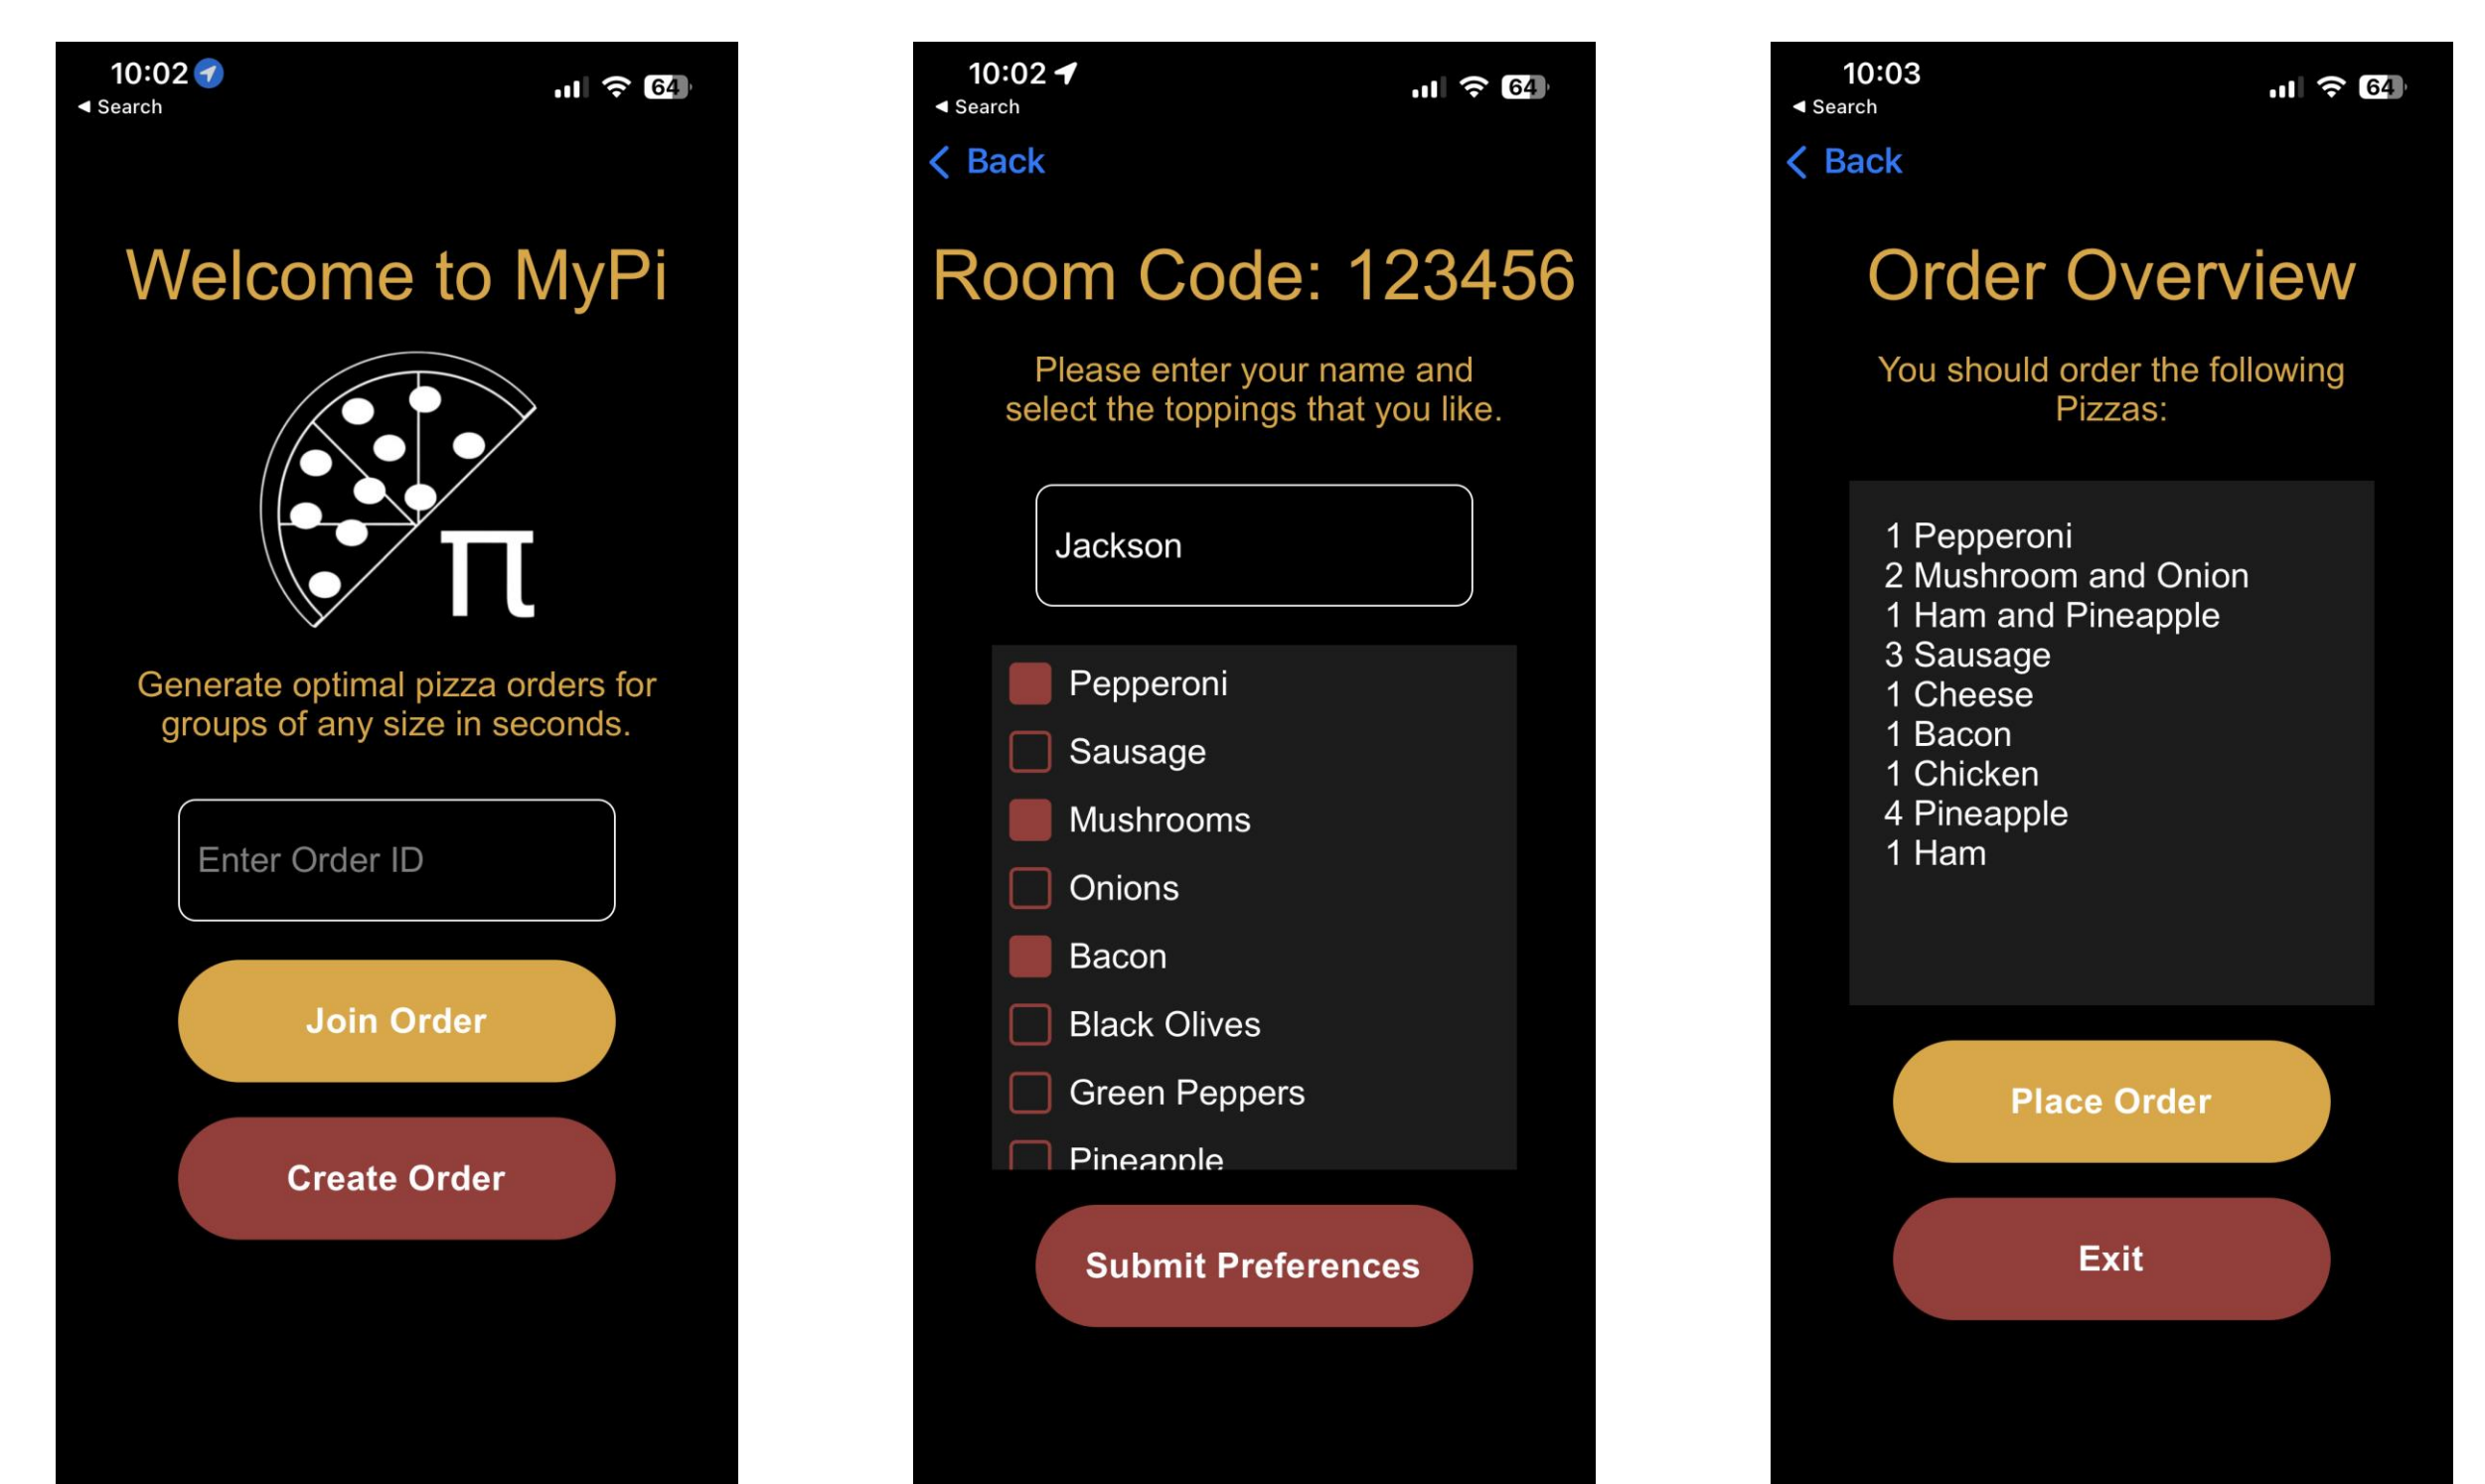 10:02
◀ Search
64
Welcome to MyPi
π
Generate optimal pizza orders for
groups of any size in seconds.
Enter Order ID
Join Order
Create Order
10:02
◀ Search
64
Back
Room Code: 123456
Please enter your name and
select the toppings that you like.
Jackson
Pepperoni
Sausage
Mushrooms
Onions
Bacon
Black Olives
Green Peppers
Pineapple
Submit Preferences
10:03
◀ Search
64
Back
Order Overview
You should order the following
Pizzas:
1 Pepperoni
2 Mushroom and Onion
1 Ham and Pineapple
3 Sausage
1 Cheese
1 Bacon
1 Chicken
4 Pineapple
1 Ham
Place Order
Exit